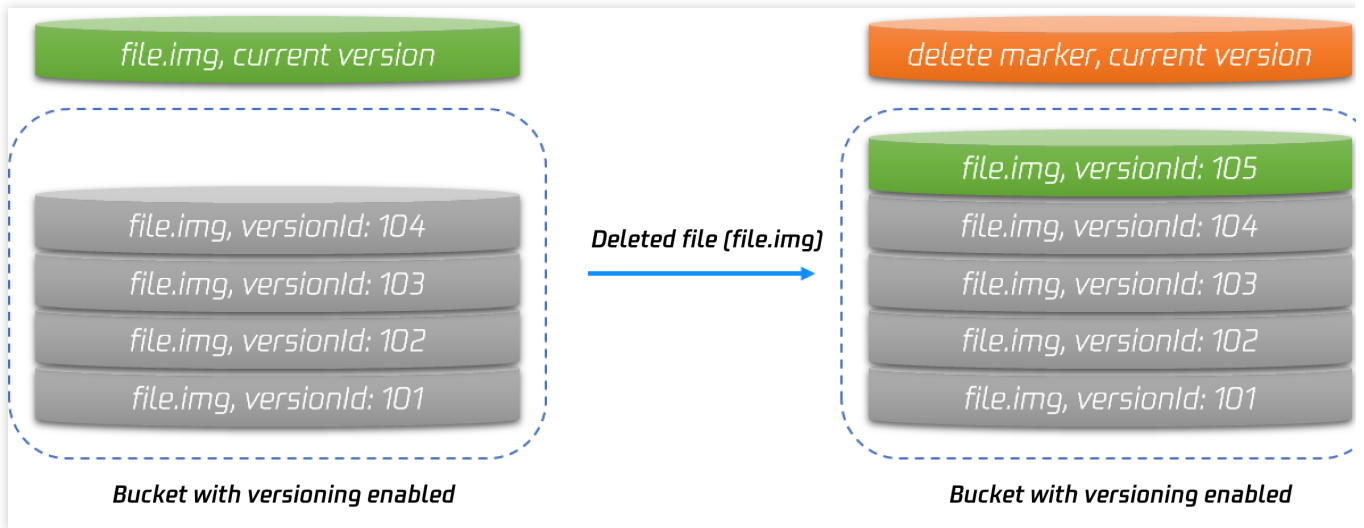 file.img, current version
file.img, versionId: 104
file.img, versionId: 103
file.img, versionId: 102
file.img, versionId: 101
Bucket with versioning enabled
Deleted file (file.img)
delete marker, current version
file.img, versionId: 105
file.img, versionId: 104
file.img, versionId: 103
file.img, versionId: 102
file.img, versionId: 101
Bucket with versioning enabled